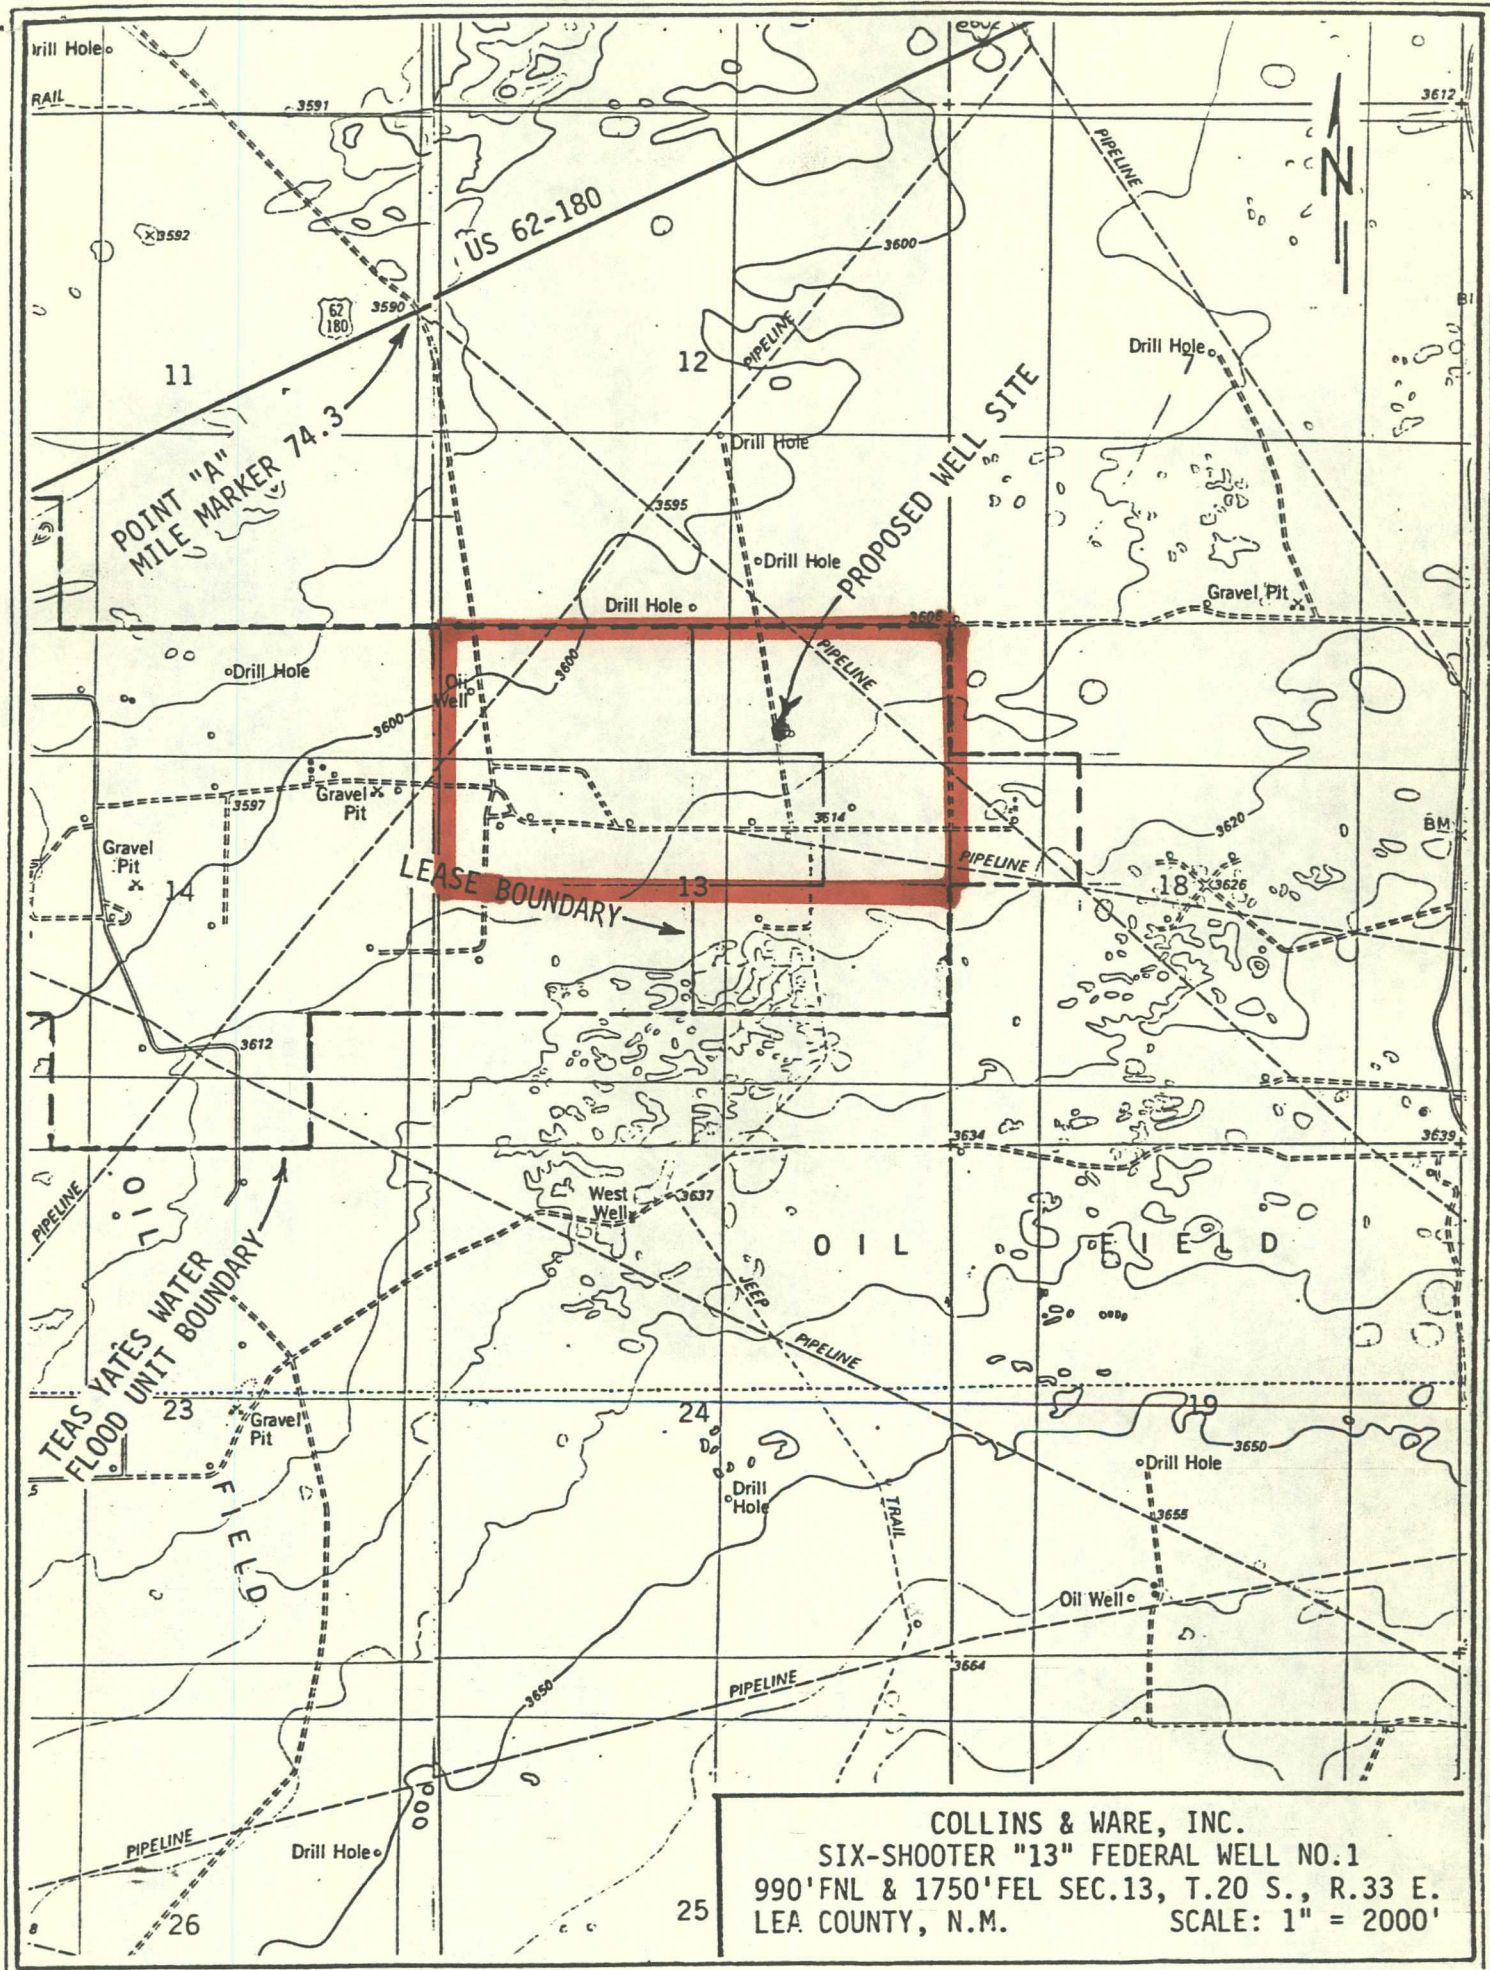 Drill Hole
RAIL
3591
3612
PIPELINE
N
3592
US 62-180
3600
62
180
3590
PIPELINE
Drill Hole
7
11
12
POINT "A"
MILE MARKER 74.3
Drill Hole
PROPOSED WELL SITE
3595
Drill Hole
Gravel Pit
Drill Hole
3606
PIPELINE
Drill Hole
3600
Oil
Well
3600
3597
Gravel
Pit
3614
3620
BM
Gravel
Pit
14
LEASE BOUNDARY
13
PIPELINE
18
3626
3612
3634
6
3639
PIPELINE
OIL
West
Well
3637
OIL FIELD
JEEP
TEAS YATES WATER
FLOOD UNIT BOUNDARY
PIPELINE
23
Gravel
Pit
24
19
3650
Drill Hole
Drill
Hole
5
FIELD
TRAIL
3655
Oil Well
3664
PIPELINE
3650
PIPELINE
Drill Hole
8
26
25
COLLINS & WARE, INC.
SIX-SHOOTER "13" FEDERAL WELL NO.1
990'FNL & 1750'FEL SEC.13, T.20 S., R.33 E.
LEA COUNTY, N.M. SCALE: 1" = 2000'